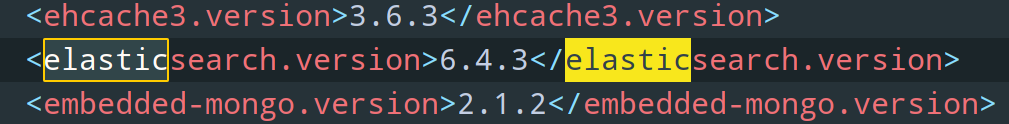 <ehcache3.version>3.6.3</ehcache3.version>
<elasticsearch.version>6.4.3</elasticsearch.version>
<embedded-mongo.version>2.1.2</embedded-mongo.version>